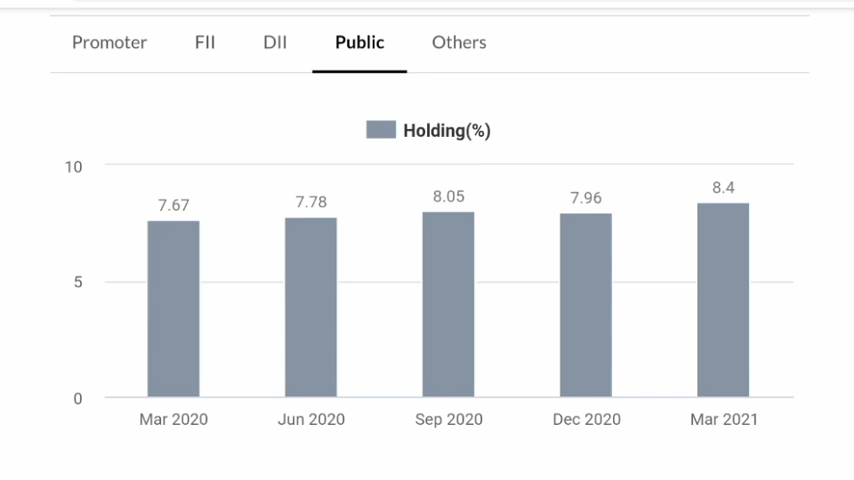 Promoter FII DII Public Others
Holding(%)
10
7.67 7.78 8.05 7.96 8.4
5
0
Mar 2020 Jun 2020 Sep 2020 Dec 2020 Mar 2021